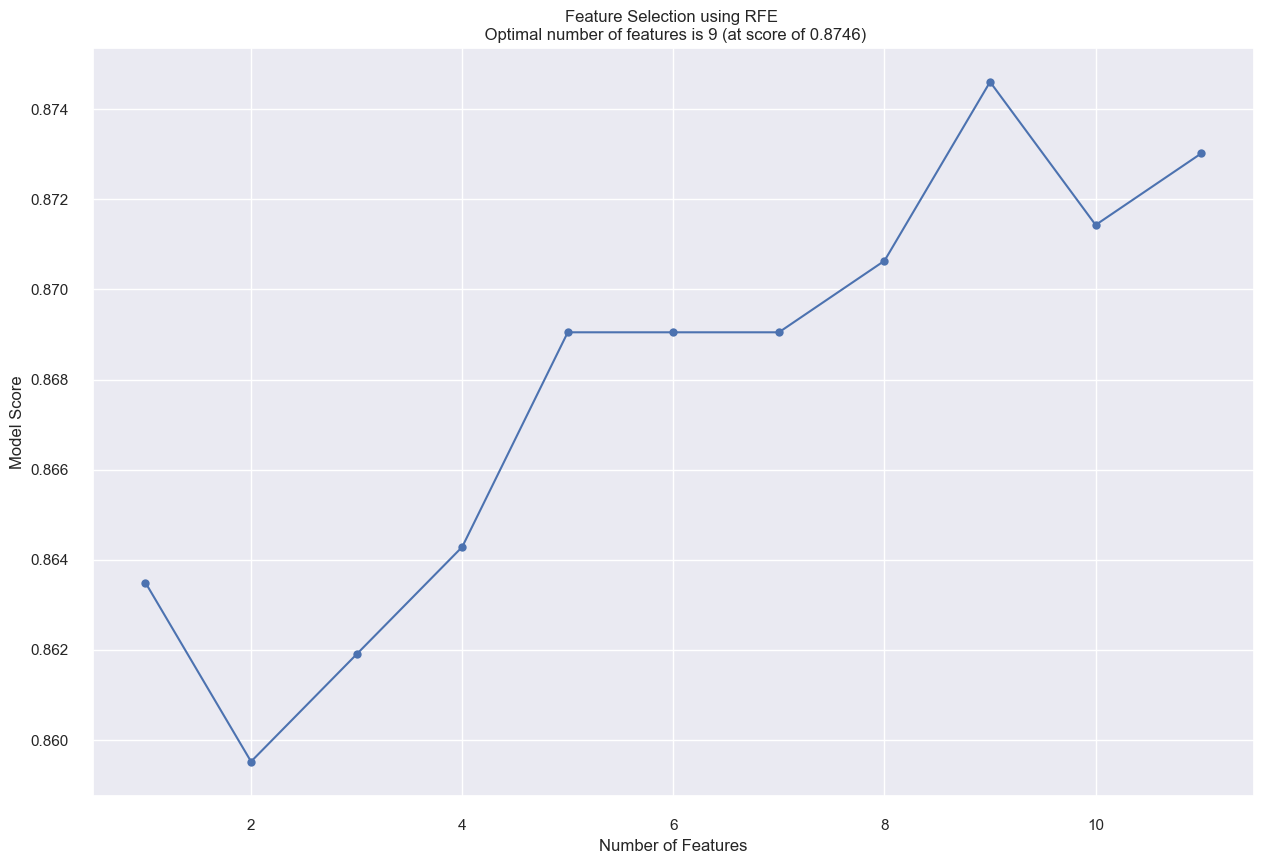 Feature Selection using RFE
Optimal number of features is 9 (at score of 0.8746)
0.874
0.872
0.870
0.868
0.866
0.864
0.862
0.860
Model Score
2 4 6 8 10
Number of Features